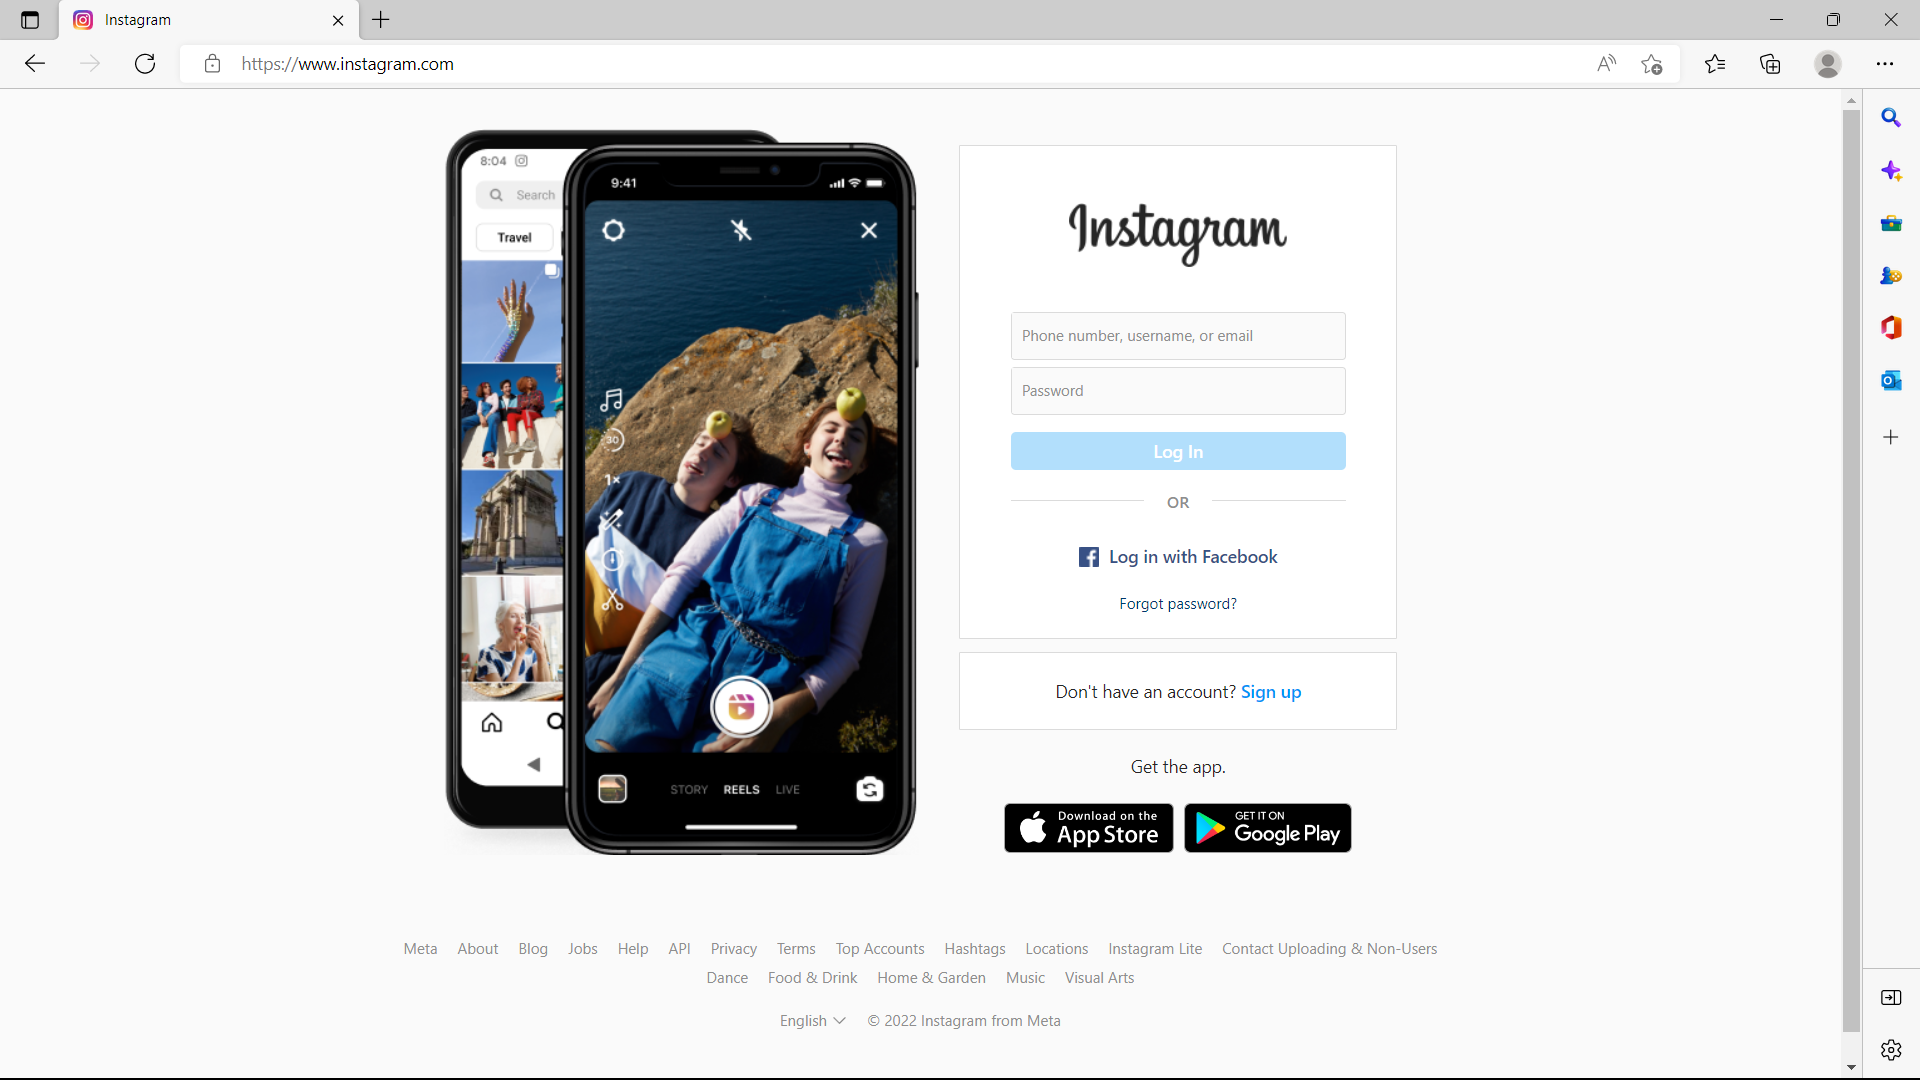 Instagram
https://www.instagram.com
8:04
Search
Travel
9:41
30
1x
STORY REELS LIVE
Instagram
Phone number, username, or email
Password
Log In
OR
Log in with Facebook
Forgot password?
Don't have an account? Sign up
Get the app.
Download on the
App Store
GET IT ON
Google Play
Meta About Blog Jobs Help API Privacy Terms Top Accounts Hashtags Locations Instagram Lite Contact Uploading & Non-Users
Dance Food & Drink Home & Garden Music Visual Arts
English © 2022 Instagram from Meta